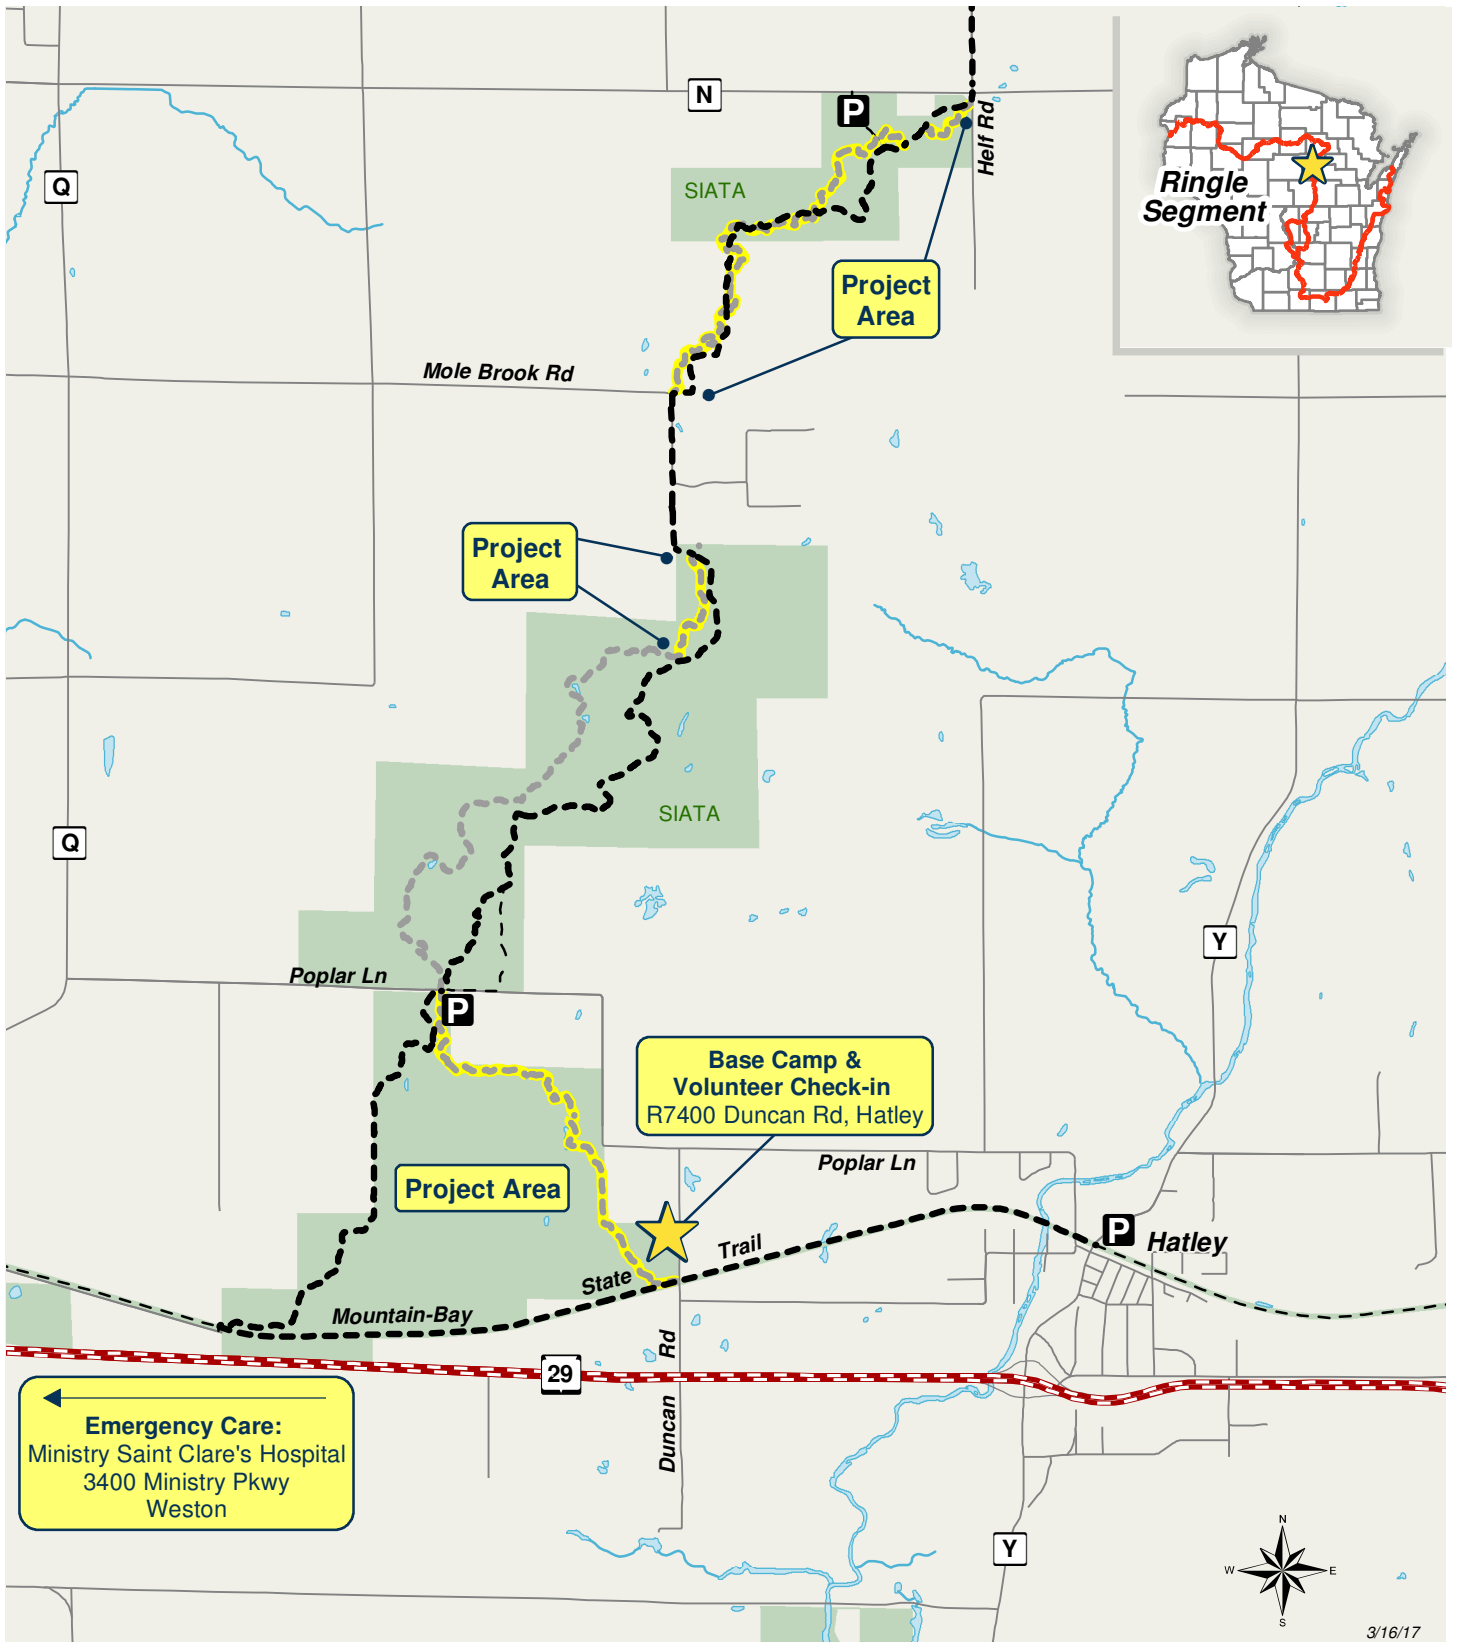 N
P
Helf Rd
Q
SIATA
Ringle
Segment
Project
Area
Mole Brook Rd
Project
Area
SIATA
Q
Y
Poplar Ln
P
Base Camp &
Volunteer Check-in
R7400 Duncan Rd, Hatley
Poplar Ln
Project Area
P
Hatley
Mountain-Bay State Trail
Duncan Rd
29
Emergency Care:
Ministry Saint Clare's Hospital
3400 Ministry Pkwy
Weston
Y
N
W
E
S
3/16/17